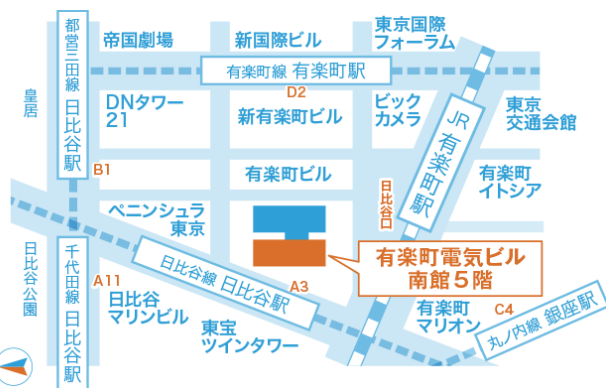 都営三田線 日比谷駅
帝国劇場
新国際ビル
東京国際
フォーラム
有楽町線 有楽町駅
D2
皇居
DNタワー
21
新有楽町ビル
ビック
カメラ
JR 有楽町駅
東京
交通会館
B1
有楽町ビル
日比谷口
有楽町
イトシア
ペニンシュラ
東京
日比谷公園
千代田線 日比谷駅
A11
日比谷線 日比谷駅
A3
有楽町電気ビル
南館5階
日比谷
マリンビル
東宝
ツインタワー
有楽町
マリオン
C4
丸ノ内線 銀座駅